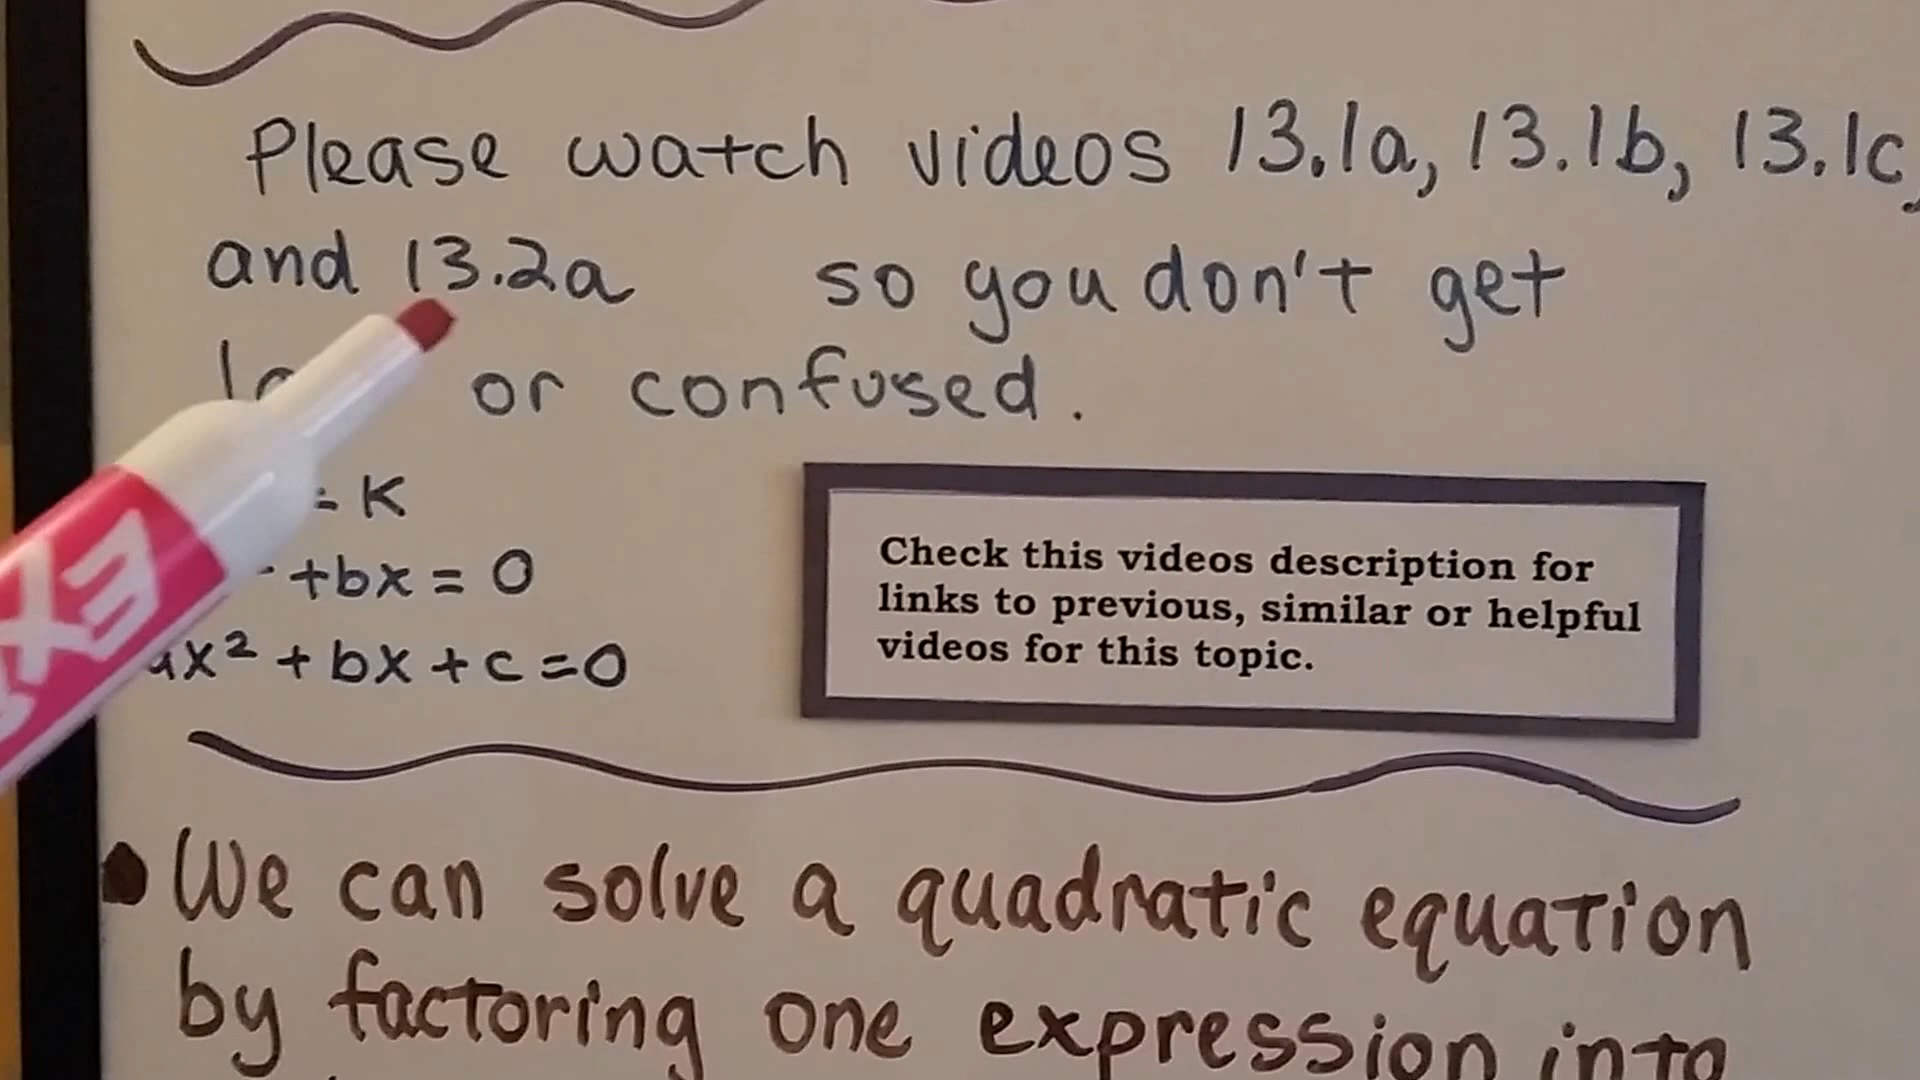 Please watch videos 13.1a, 13.1b, 13.1c,
and 13.2a so you don't get
or confused.
= K
+bx = 0
ax² + bx + c = 0
Check this videos description for
links to previous, similar or helpful
videos for this topic.
• We can solve a quadratic equation
by factoring one expression into